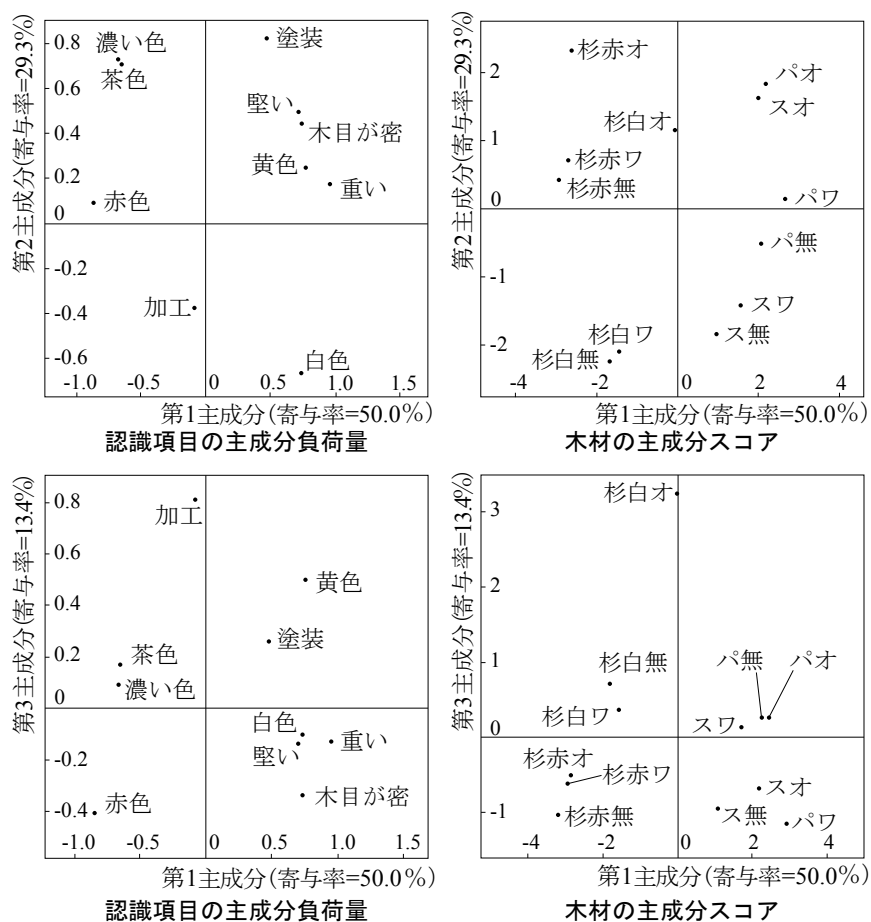 第2主成分(寄与率=29.3%)
0.8
0.6
0.4
0.2
0
-0.2
-0.4
-0.6
濃い色
茶色
塗装
堅い
木目が密
黄色
重い
赤色
加工
白色
-1.0
-0.5
0
0.5
1.0
1.5
第1主成分(寄与率=50.0%)
認識項目の主成分負荷量
第2主成分(寄与率=29.3%)
2
1
0
-1
-2
杉赤オ
パオ
スオ
杉白オ
杉赤ワ
杉赤無
パワ
パ無
スワ
杉白ワ
ス無
杉白無
-4
-2
0
2
4
第1主成分(寄与率=50.0%)
木材の主成分スコア
第3主成分(寄与率=13.4%)
0.8
0.6
0.4
0.2
0
-0.2
-0.4
加工
黄色
塗装
茶色
濃い色
白色
堅い
重い
木目が密
赤色
-1.0
-0.5
0
0.5
1.0
1.5
第1主成分(寄与率=50.0%)
認識項目の主成分負荷量
第3主成分(寄与率=13.4%)
3
2
1
0
-1
杉白オ
杉白無
パ無
パオ
杉白ワ
スワ
杉赤オ
杉赤ワ
スオ
杉赤無
ス無
パワ
-4
-2
0
2
4
第1主成分(寄与率=50.0%)
木材の主成分スコア